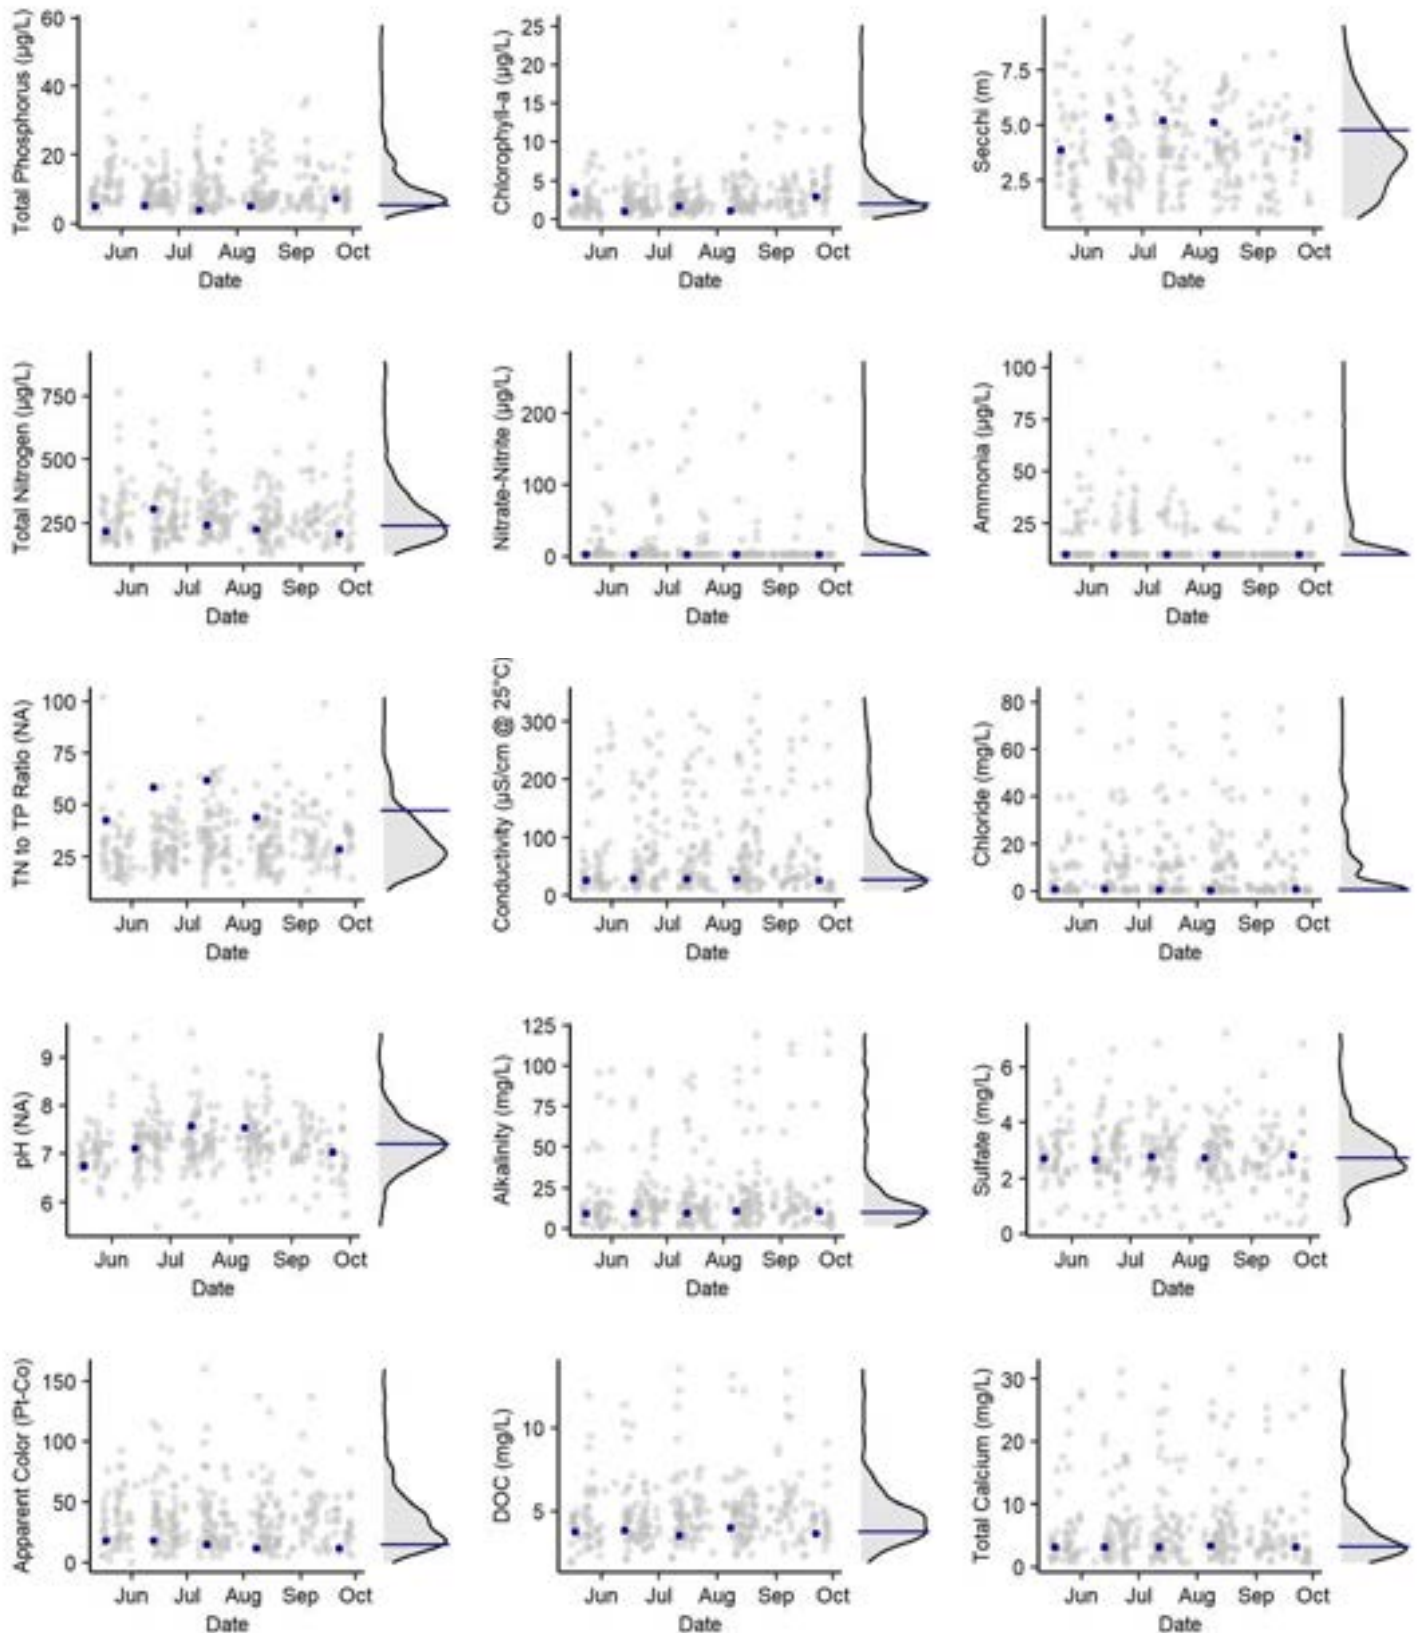 Total Phosphorus (µg/L)
60
40
20
0
Jun Jul Aug Sep Oct
Date
Chlorophyll-a (µg/L)
25
20
15
10
5
0
Jun Jul Aug Sep Oct
Date
Secchi (m)
7.5
5.0
2.5
Jun Jul Aug Sep Oct
Date
Total Nitrogen (µg/L)
750
500
250
Jun Jul Aug Sep Oct
Date
Nitrate-Nitrite (µg/L)
200
100
0
Jun Jul Aug Sep Oct
Date
Ammonia (µg/L)
100
75
50
25
Jun Jul Aug Sep Oct
Date
TN to TP Ratio (NA)
100
75
50
25
Jun Jul Aug Sep Oct
Date
Conductivity (µS/cm @ 25°C)
300
200
100
0
Jun Jul Aug Sep Oct
Date
Chloride (mg/L)
80
60
40
20
0
Jun Jul Aug Sep Oct
Date
pH (NA)
9
8
7
6
Jun Jul Aug Sep Oct
Date
Alkalinity (mg/L)
125
100
75
50
25
0
Jun Jul Aug Sep Oct
Date
Sulfate (mg/L)
6
4
2
0
Jun Jul Aug Sep Oct
Date
Apparent Color (Pt-Co)
150
100
50
0
Jun Jul Aug Sep Oct
Date
DOC (mg/L)
10
5
Jun Jul Aug Sep Oct
Date
Total Calcium (mg/L)
30
20
10
0
Jun Jul Aug Sep Oct
Date